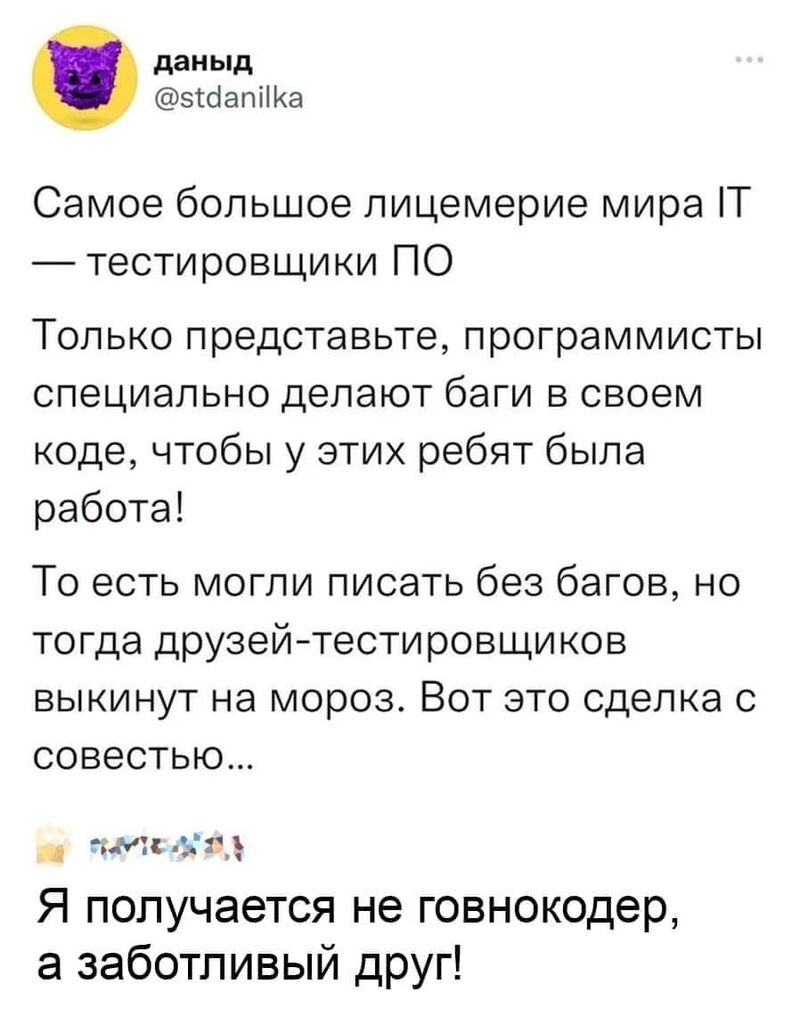 даныд
@stdanilka
Самое большое лицемерие мира IT
— тестировщики ПО
Только представьте, программисты
специально делают баги в своем
коде, чтобы у этих ребят была
работа!
То есть могли писать без багов, но
тогда друзей-тестировщиков
выкинут на мороз. Вот это сделка с
совестью...
Я получается не говнокодер,
а заботливый друг!